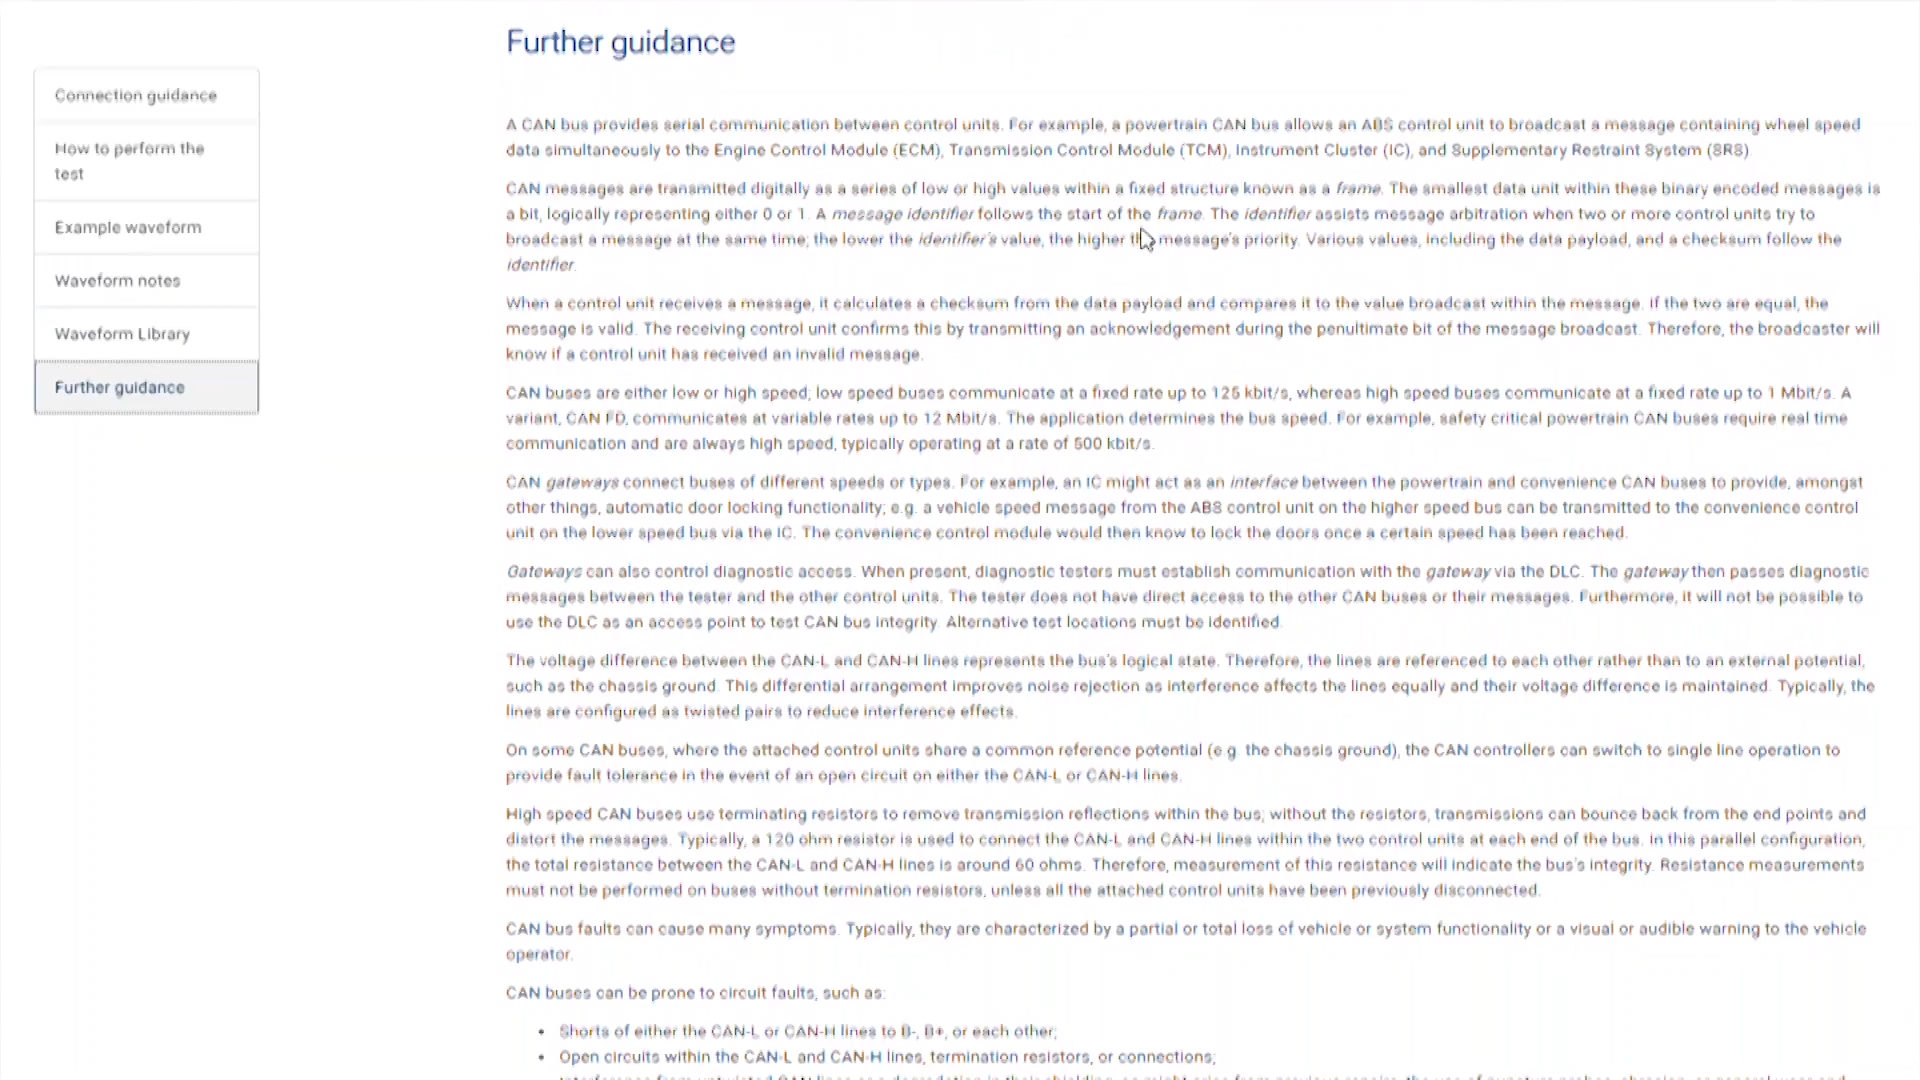 Further guidance
Connection guidance
How to perform the
test
Example waveform
Waveform notes
Waveform Library
Further guidance
A CAN bus provides serial communication between control units. For example, a powertrain CAN bus allows an ABS control unit to broadcast a message containing wheel speed
data simultaneously to the Engine Control Module (ECM), Transmission Control Module (TCM), Instrument Cluster (IC), and Supplementary Restraint System (SRS).
CAN messages are transmitted digitally as a series of low or high values within a fixed structure known as a frame. The smallest data unit within these binary encoded messages is
a bit, logically representing either 0 or 1. A message identifier follows the start of the frame. The identifier assists message arbitration when two or more control units try to
broadcast a message at the same time; the lower the identifier's value, the higher the message's priority. Various values, including the data payload, and a checksum follow the
identifier.
When a control unit receives a message, it calculates a checksum from the data payload and compares it to the value broadcast within the message. If the two are equal, the
message is valid. The receiving control unit confirms this by transmitting an acknowledgement during the penultimate bit of the message broadcast. Therefore, the broadcaster will
know if a control unit has received an invalid message.
CAN buses are either low or high speed; low speed buses communicate at a fixed rate up to 125 kbit/s, whereas high speed buses communicate at a fixed rate up to 1 Mbit/s. A
variant, CAN FD, communicates at variable rates up to 12 Mbit/s. The application determines the bus speed. For example, safety critical powertrain CAN buses require real time
communication and are always high speed, typically operating at a rate of 500 kbit/s.
CAN gateways connect buses of different speeds or types. For example, an IC might act as an interface between the powertrain and convenience CAN buses to provide, amongst
other things, automatic door locking functionality; e.g. a vehicle speed message from the ABS control unit on the higher speed bus can be transmitted to the convenience control
unit on the lower speed bus via the IC. The convenience control module would then know to lock the doors once a certain speed has been reached.
Gateways can also control diagnostic access. When present, diagnostic testers must establish communication with the gateway via the DLC. The gateway then passes diagnostic
messages between the tester and the other control units. The tester does not have direct access to the other CAN buses or their messages. Furthermore, it will not be possible to
use the DLC as an access point to test CAN bus integrity. Alternative test locations must be identified.
The voltage difference between the CAN-L and CAN-H lines represents the bus's logical state. Therefore, the lines are referenced to each other rather than to an external potential,
such as the chassis ground. This differential arrangement improves noise rejection as interference affects the lines equally and their voltage difference is maintained. Typically, the
lines are configured as twisted pairs to reduce interference effects.
On some CAN buses, where the attached control units share a common reference potential (e.g. the chassis ground), the CAN controllers can switch to single line operation to
provide fault tolerance in the event of an open circuit on either the CAN-L or CAN-H lines.
High speed CAN buses use terminating resistors to remove transmission reflections within the bus; without the resistors, transmissions can bounce back from the end points and
distort the messages. Typically, a 120 ohm resistor is used to connect the CAN-L and CAN-H lines within the two control units at each end of the bus. In this parallel configuration,
the total resistance between the CAN-L and CAN-H lines is around 60 ohms. Therefore, measurement of this resistance will indicate the bus's integrity. Resistance measurements
must not be performed on buses without termination resistors, unless all the attached control units have been previously disconnected.
CAN bus faults can cause many symptoms. Typically, they are characterized by a partial or total loss of vehicle or system functionality or a visual or audible warning to the vehicle
operator.
CAN buses can be prone to circuit faults, such as:
• Shorts of either the CAN-L or CAN-H lines to B-, B+, or each other;
• Open circuits within the CAN-L and CAN-H lines, termination resistors, or connections;